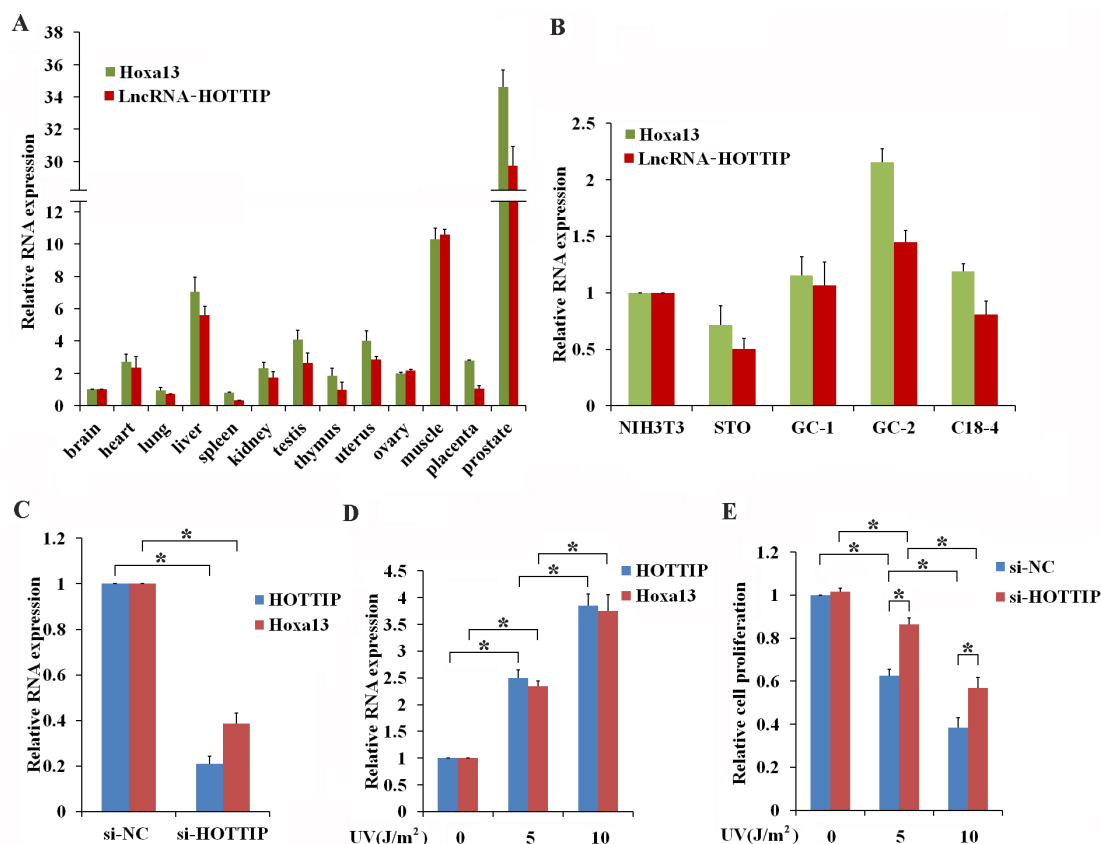 A
Relative RNA expression
38
36
34
32
30
12
10
8
6
4
2
0
Hoxa13
LncRNA-HOTTIP
brain
heart
lung
liver
spleen
kidney
testis
thymus
uterus
ovary
muscle
placenta
prostate
B
Relative RNA expression
2.5
2
1.5
1
0.5
0
Hoxa13
LncRNA-HOTTIP
NIH3T3 STO GC-1 GC-2 C18-4
C
Relative RNA expression
1.2
1
0.8
0.6
0.4
0.2
0
*
*
HOTTIP
Hoxa13
si-NC si-HOTTIP
D
Relative RNA expression
4.5
4
3.5
3
2.5
2
1.5
1
0.5
0
*
*
*
*
HOTTIP
Hoxa13
UV(J/m²) 0 5 10
E
Relative cell proliferation
1.2
1
0.8
0.6
0.4
0.2
0
*
*
*
*
*
*
si-NC
si-HOTTIP
UV(J/m²) 0 5 10